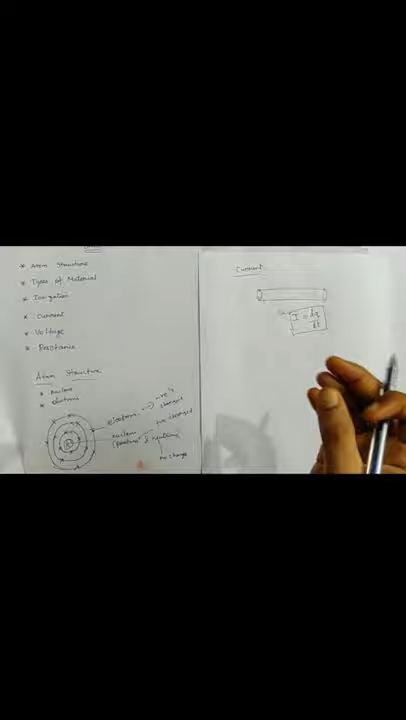 * Atom Structure
* Types of Material
* Ionization
* Current
* Voltage
* Resistance
Atom Structure
* nucleus
* electrons
electrons → -ve charged
nucleus +ve charged
(protons & neutrons)
no charge
Current
I = dq/dt